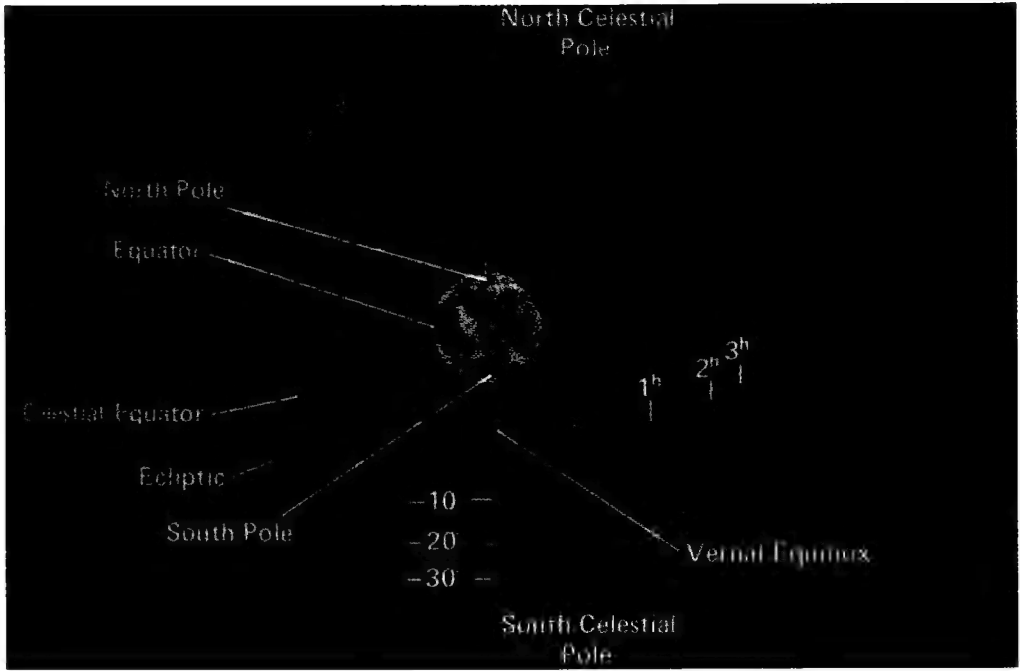 North Celestial
Pole
North Pole
Equator
3ʰ
2ʰ
1ʰ
Celestial Equator
Ecliptic
-10
South Pole
-20
Vernal Equinox
-30
South Celestial
Pole